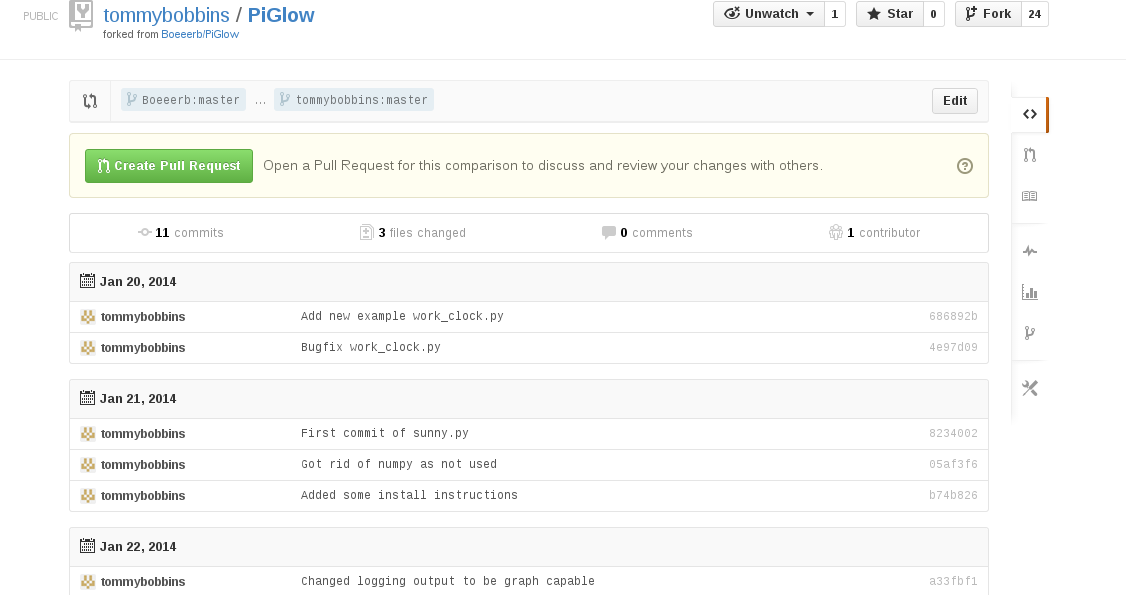 PUBLIC tommybobbins / PiGlow Unwatch 1 Star 0 Fork 24
forked from Boeeerb/PiGlow
Boeeerb:master ... tommybobbins:master Edit
Create Pull Request Open a Pull Request for this comparison to discuss and review your changes with others.
11 commits 3 files changed 0 comments 1 contributor
Jan 20, 2014
tommybobbins Add new example work_clock.py 686892b
tommybobbins Bugfix work_clock.py 4e97d09
Jan 21, 2014
tommybobbins First commit of sunny.py 8234002
tommybobbins Got rid of numpy as not used 05af3f6
tommybobbins Added some install instructions b74b826
Jan 22, 2014
tommybobbins Changed logging output to be graph capable a33fbf1